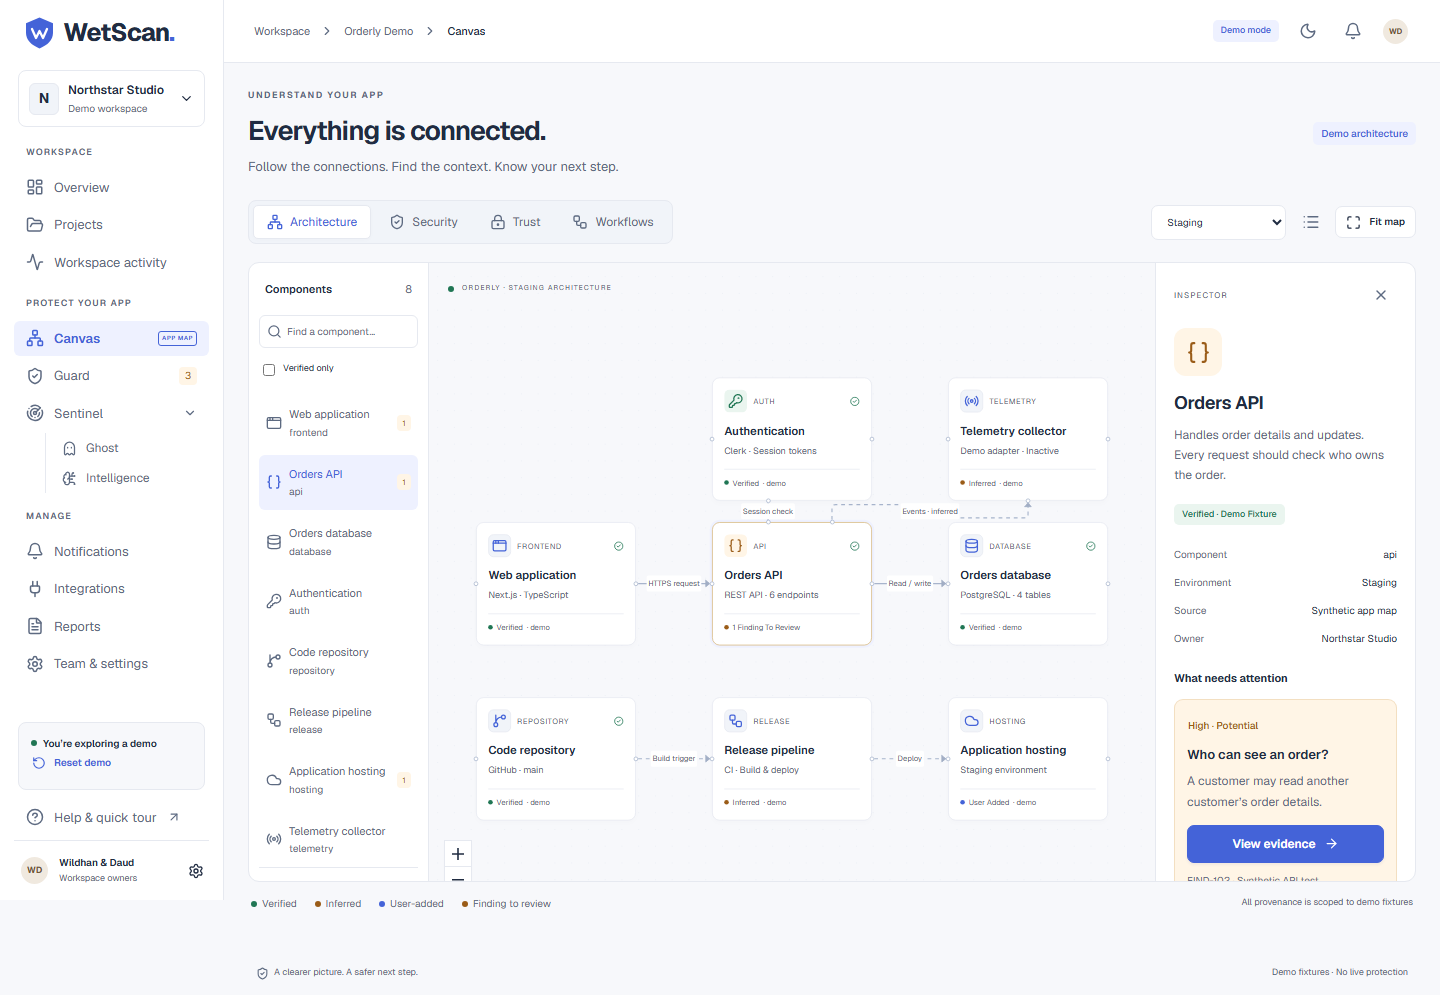 WetScan.
N
Northstar Studio
Demo workspace
WORKSPACE
Overview
Projects
Workspace activity
PROTECT YOUR APP
Canvas
APP MAP
Guard
3
Sentinel
Ghost
Intelligence
MANAGE
Notifications
Integrations
Reports
Team & settings
You're exploring a demo
Reset demo
Help & quick tour
WD
Wildhan & Daud
Workspace owners
Workspace
Orderly Demo
Canvas
Demo mode
WD
UNDERSTAND YOUR APP
Everything is connected.
Follow the connections. Find the context. Know your next step.
Demo architecture
Architecture
Security
Trust
Workflows
Staging
Fit map
Components
8
Find a component...
Verified only
Web application
frontend
1
Orders API
api
1
Orders database
database
Authentication
auth
Code repository
repository
Release pipeline
release
Application hosting
hosting
1
Telemetry collector
telemetry
ORDERLY · STAGING ARCHITECTURE
AUTH
Authentication
Clerk · Session tokens
Verified · demo
TELEMETRY
Telemetry collector
Demo adapter · Inactive
Inferred · demo
Session check
Events · inferred
FRONTEND
Web application
Next.js · TypeScript
Verified · demo
HTTPS request
API
Orders API
REST API · 6 endpoints
1 Finding To Review
Read / write
DATABASE
Orders database
PostgreSQL · 4 tables
Verified · demo
REPOSITORY
Code repository
GitHub · main
Verified · demo
Build trigger
RELEASE
Release pipeline
CI · Build & deploy
Inferred · demo
Deploy
HOSTING
Application hosting
Staging environment
User Added · demo
INSPECTOR
Orders API
Handles order details and updates.
Every request should check who owns
the order.
Verified · Demo Fixture
Component
api
Environment
Staging
Source
Synthetic app map
Owner
Northstar Studio
What needs attention
High · Potential
Who can see an order?
A customer may read another
customer's order details.
View evidence
FIND-102 · Synthetic API test
Verified
Inferred
User-added
Finding to review
All provenance is scoped to demo fixtures
A clearer picture. A safer next step.
Demo fixtures · No live protection